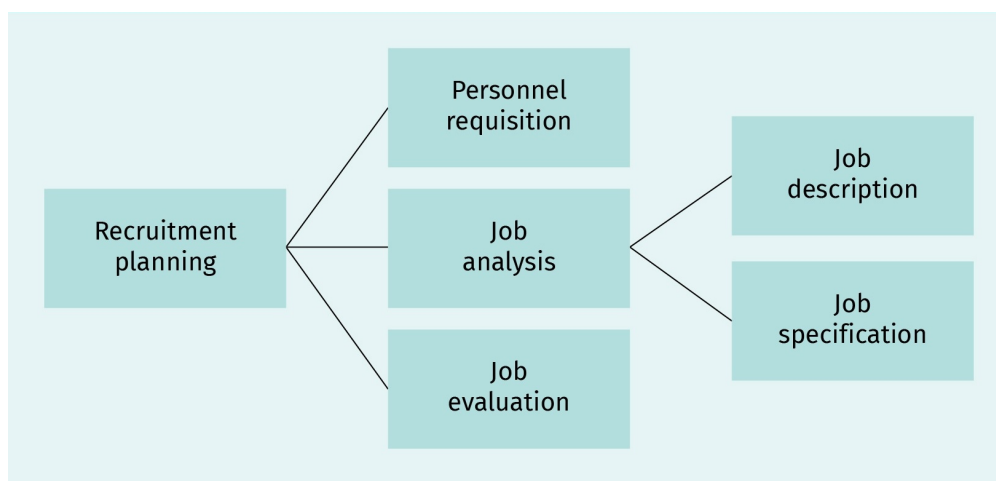 Recruitment
planning
Personnel
requisition
Job
analysis
Job
evaluation
Job
description
Job
specification